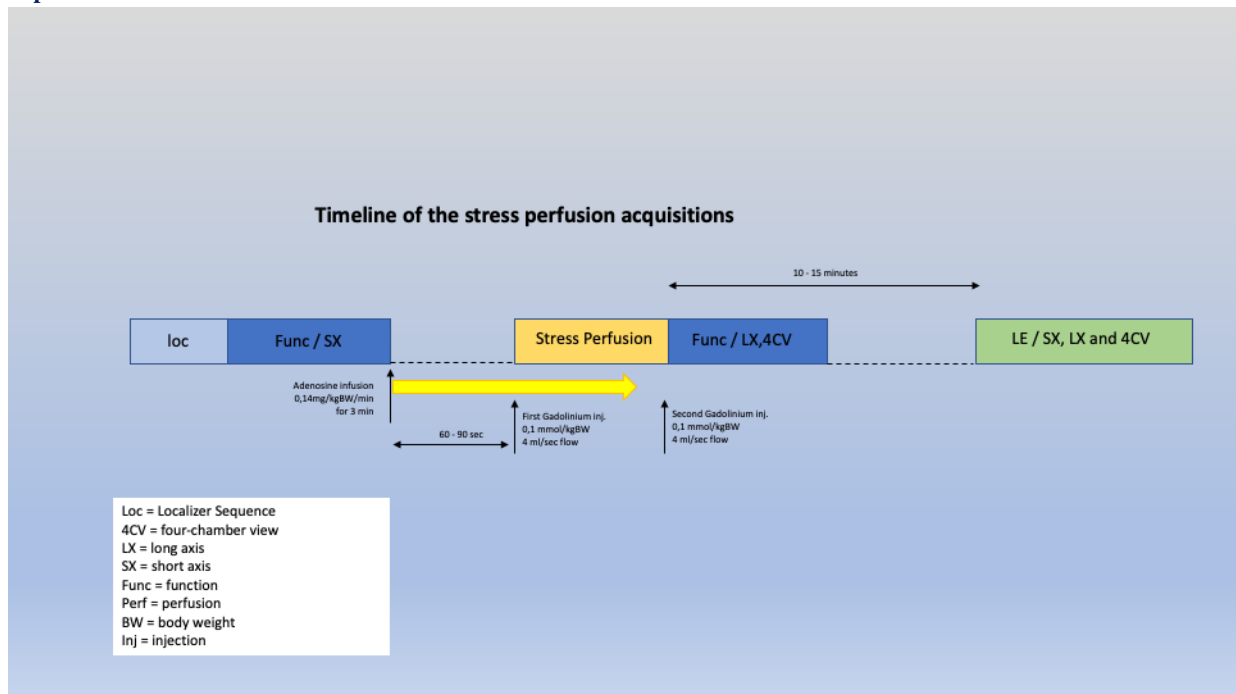 Timeline of the stress perfusion acquisitions
10 - 15 minutes
loc
Func / SX
Stress Perfusion
Func / LX,4CV
LE / SX, LX and 4CV
Adenosine infusion
0,14mg/kgBW/min
for 3 min
60 - 90 sec
First Gadolinium inj.
0,1 mmol/kgBW
4 ml/sec flow
Second Gadolinium inj.
0,1 mmol/kgBW
4 ml/sec flow
Loc = Localizer Sequence
4CV = four-chamber view
LX = long axis
SX = short axis
Func = function
Perf = perfusion
BW = body weight
Inj = injection